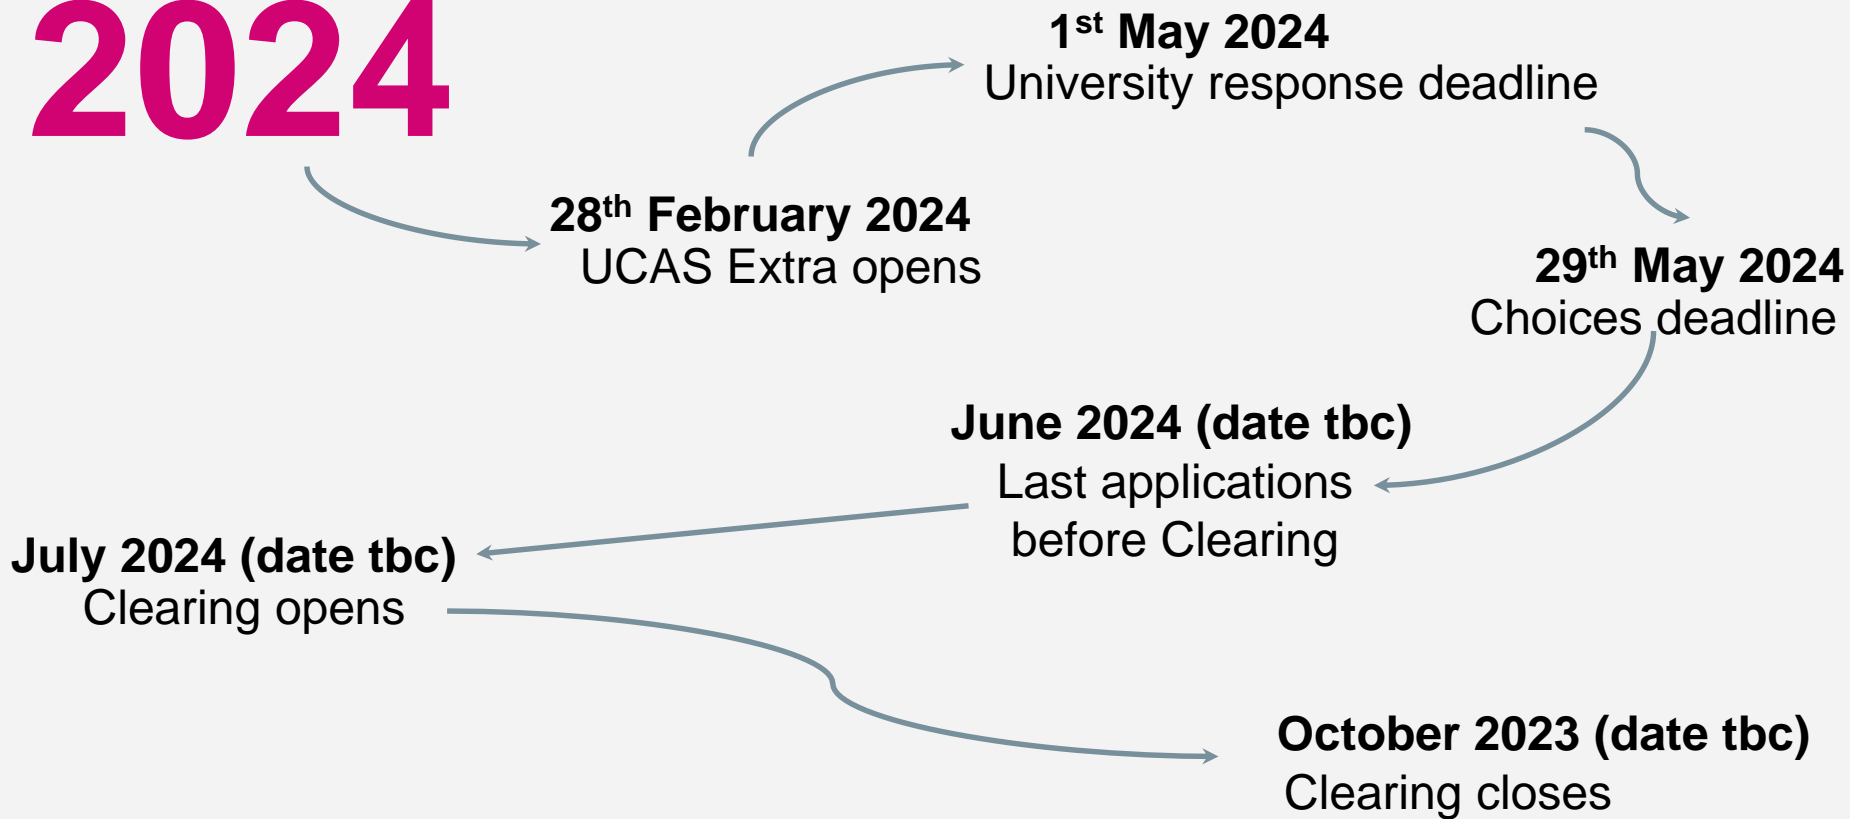 2024
1st May 2024
University response deadline
28th February 2024
UCAS Extra opens
29th May 2024
Choices deadline
June 2024 (date tbc)
Last applications
before Clearing
July 2024 (date tbc)
Clearing opens
October 2023 (date tbc)
Clearing closes